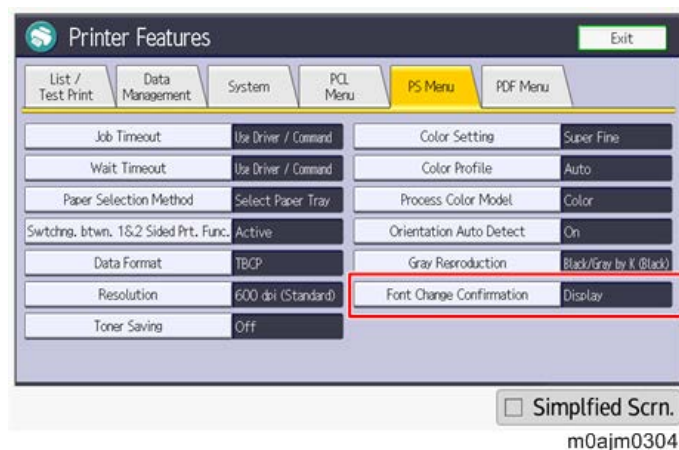 Printer Features
Exit
List /
Test Print
Data
Management
System
PCL
Menu
PS Menu
PDF Menu
Job Timeout
Use Driver / Command
Color Setting
Super Fine
Wait Timeout
Use Driver / Command
Color Profile
Auto
Paper Selection Method
Select Paper Tray
Process Color Model
Color
Swtchng. btwn. 1&2 Sided Prt. Func.
Active
Orientation Auto Detect
On
Data Format
TBCP
Gray Reproduction
Black/Gray by K (Black)
Resolution
600 dpi (Standard)
Font Change Confirmation
Display
Toner Saving
Off
Simplfied Scrn.
m0ajm0304